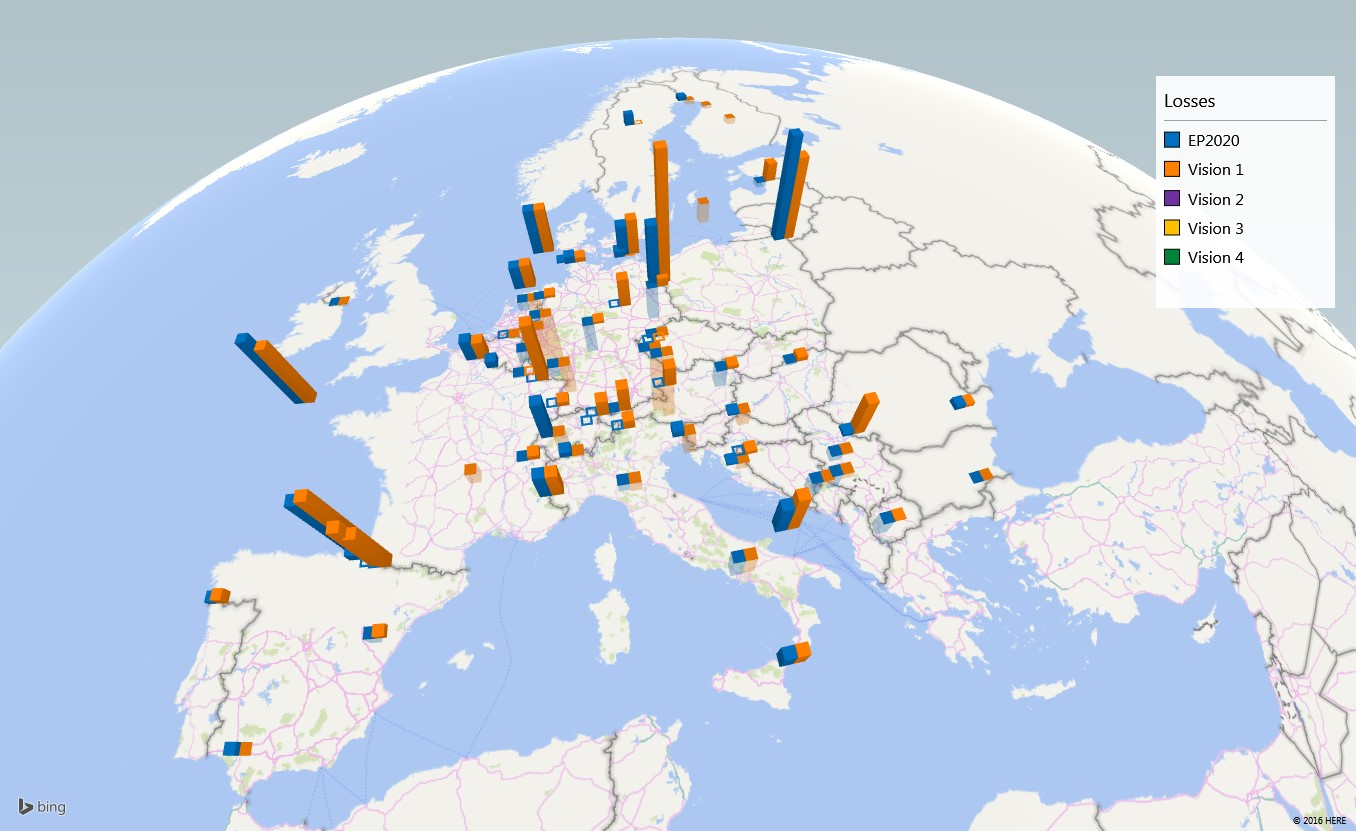 Losses
EP2020
Vision 1
Vision 2
Vision 3
Vision 4
bing
© 2016 HERE